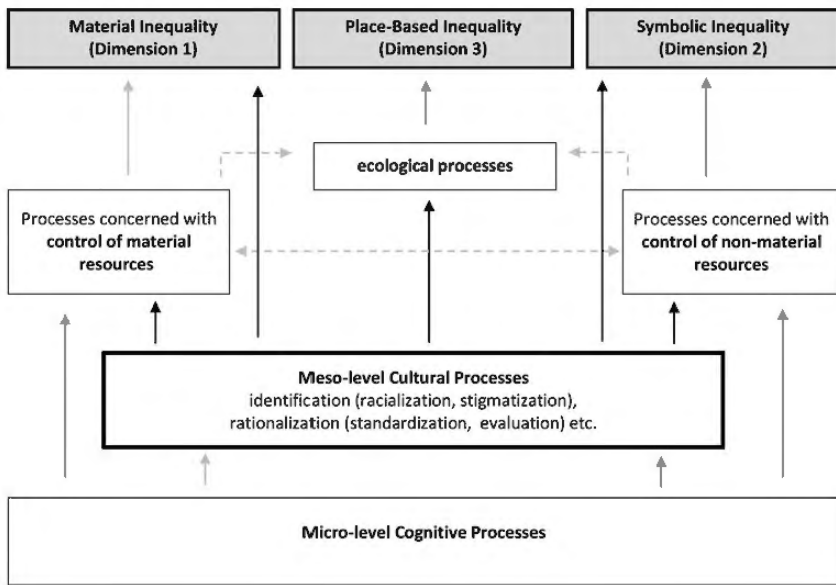 Material Inequality
(Dimension 1)
Place-Based Inequality
(Dimension 3)
Symbolic Inequality
(Dimension 2)
ecological processes
Processes concerned with
control of material
resources
Processes concerned with
control of non-material
resources
Meso-level Cultural Processes
identification (racialization, stigmatization),
rationalization (standardization, evaluation) etc.
Micro-level Cognitive Processes